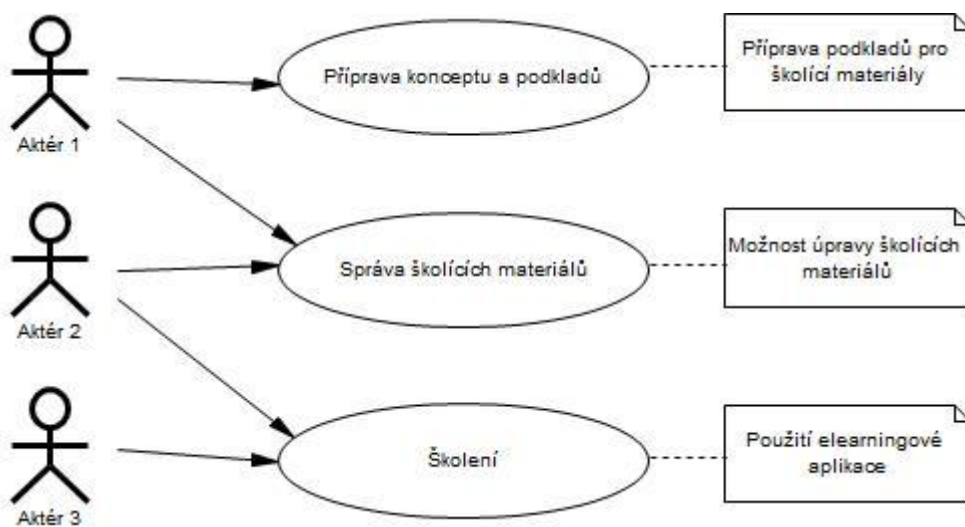 Aktér 1
Příprava konceptu a podkladů
Příprava podkladů pro
školící materiály
Aktér 2
Správa školících materiálů
Možnost úpravy školících
materiálů
Aktér 3
Školení
Použití elearningové
aplikace